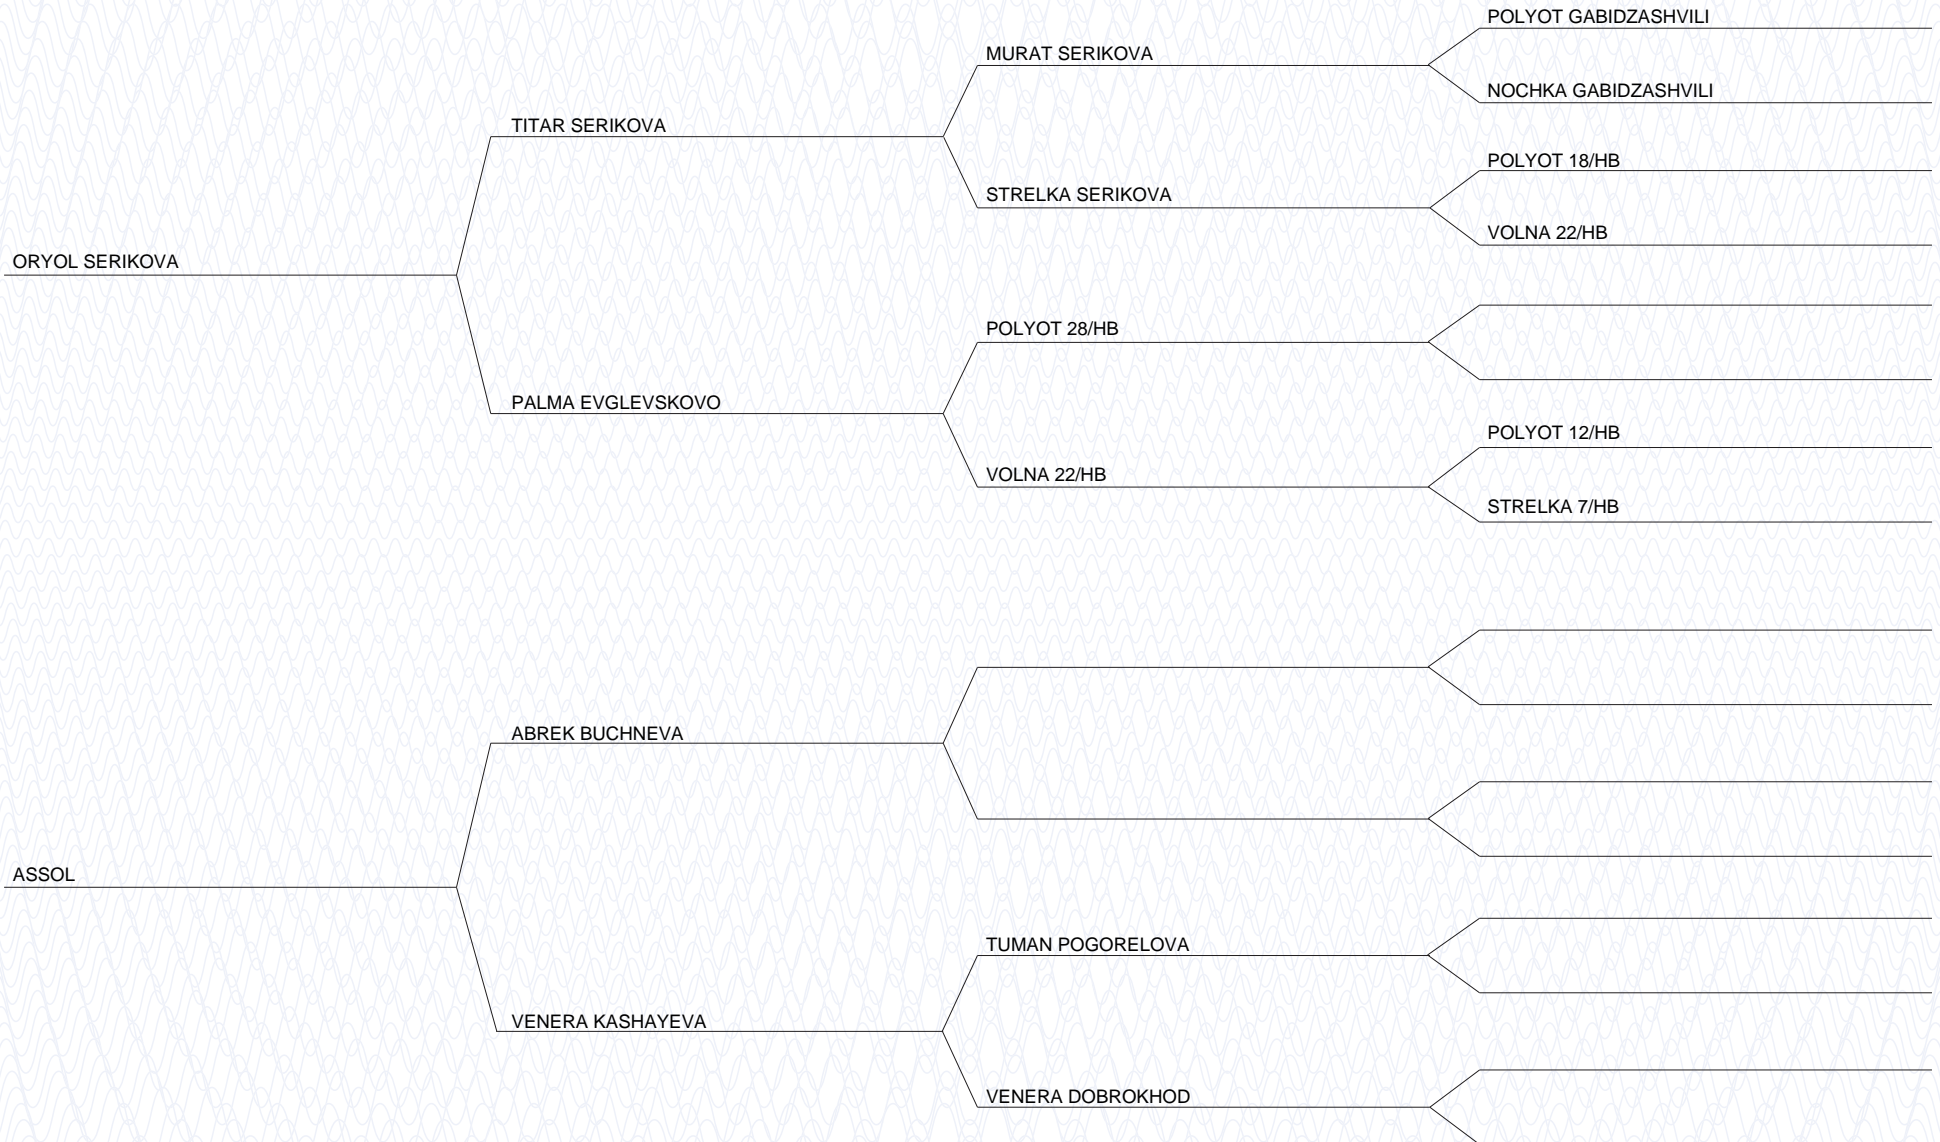 POLYOT GABIDZASHVILI
MURAT SERIKOVA
NOCHKA GABIDZASHVILI
TITAR SERIKOVA
POLYOT 18/HB
STRELKA SERIKOVA
VOLNA 22/HB
ORYOL SERIKOVA
POLYOT 28/HB
PALMA EVGLEVSKOVO
POLYOT 12/HB
VOLNA 22/HB
STRELKA 7/HB
ABREK BUCHNEVA
ASSOL
TUMAN POGORELOVA
VENERA KASHAYEVA
VENERA DOBROKHOD